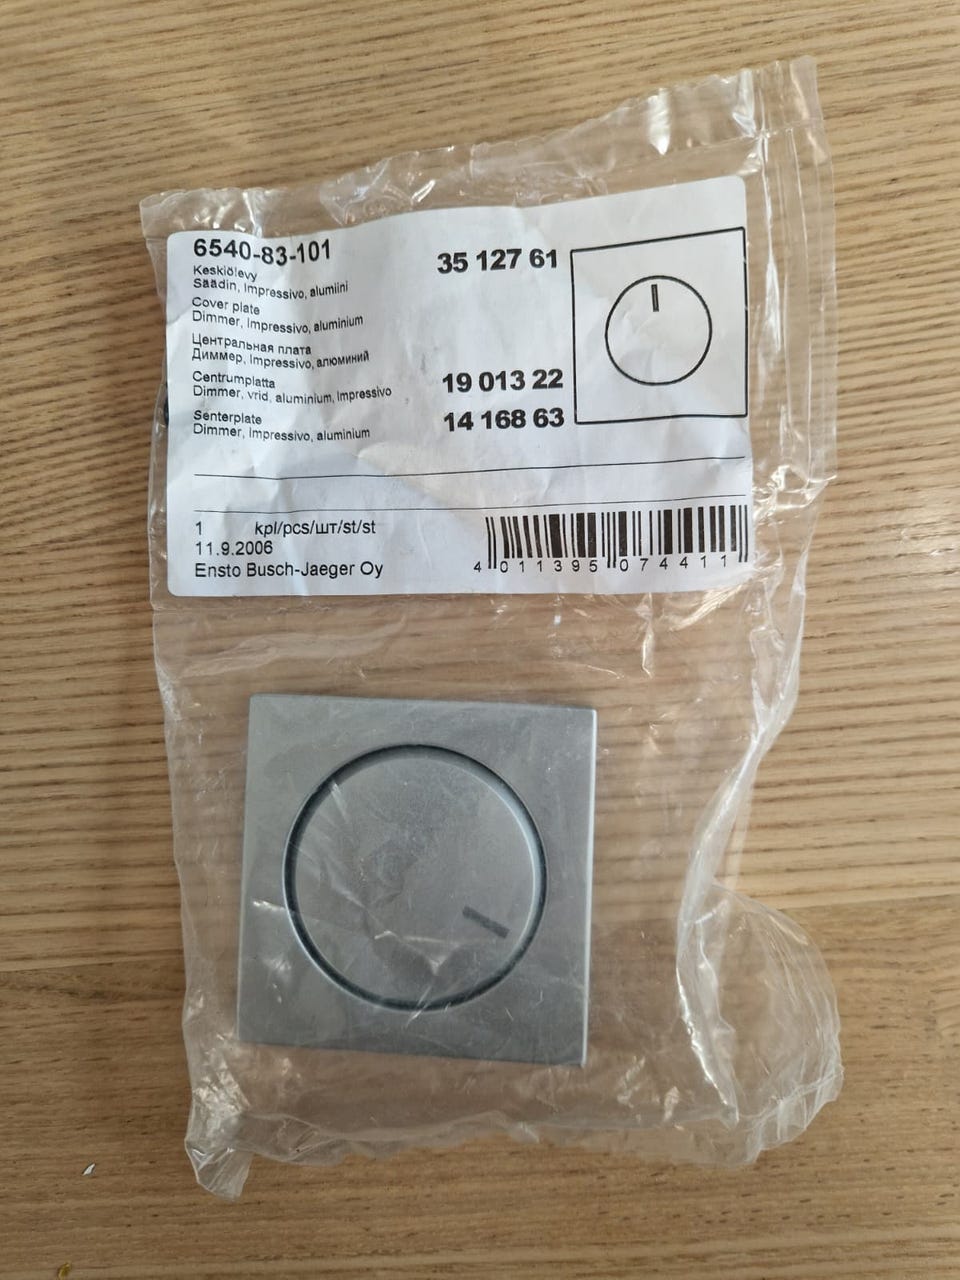 6540-83-101
Keskiölevy
Säädin, Impressivo, alumiini
35 127 61
Cover plate
Dimmer, Impressivo, aluminium
Центральная плата
Диммер, Impressivo, алюминий
Centrumplatta
Dimmer, vrid, aluminium, Impressivo
19 013 22
Senterplate
Dimmer, Impressivo, aluminium
14 168 63
1 kpl/pcs/шт/st/st
11.9.2006
Ensto Busch-Jaeger Oy
4 011395 074411